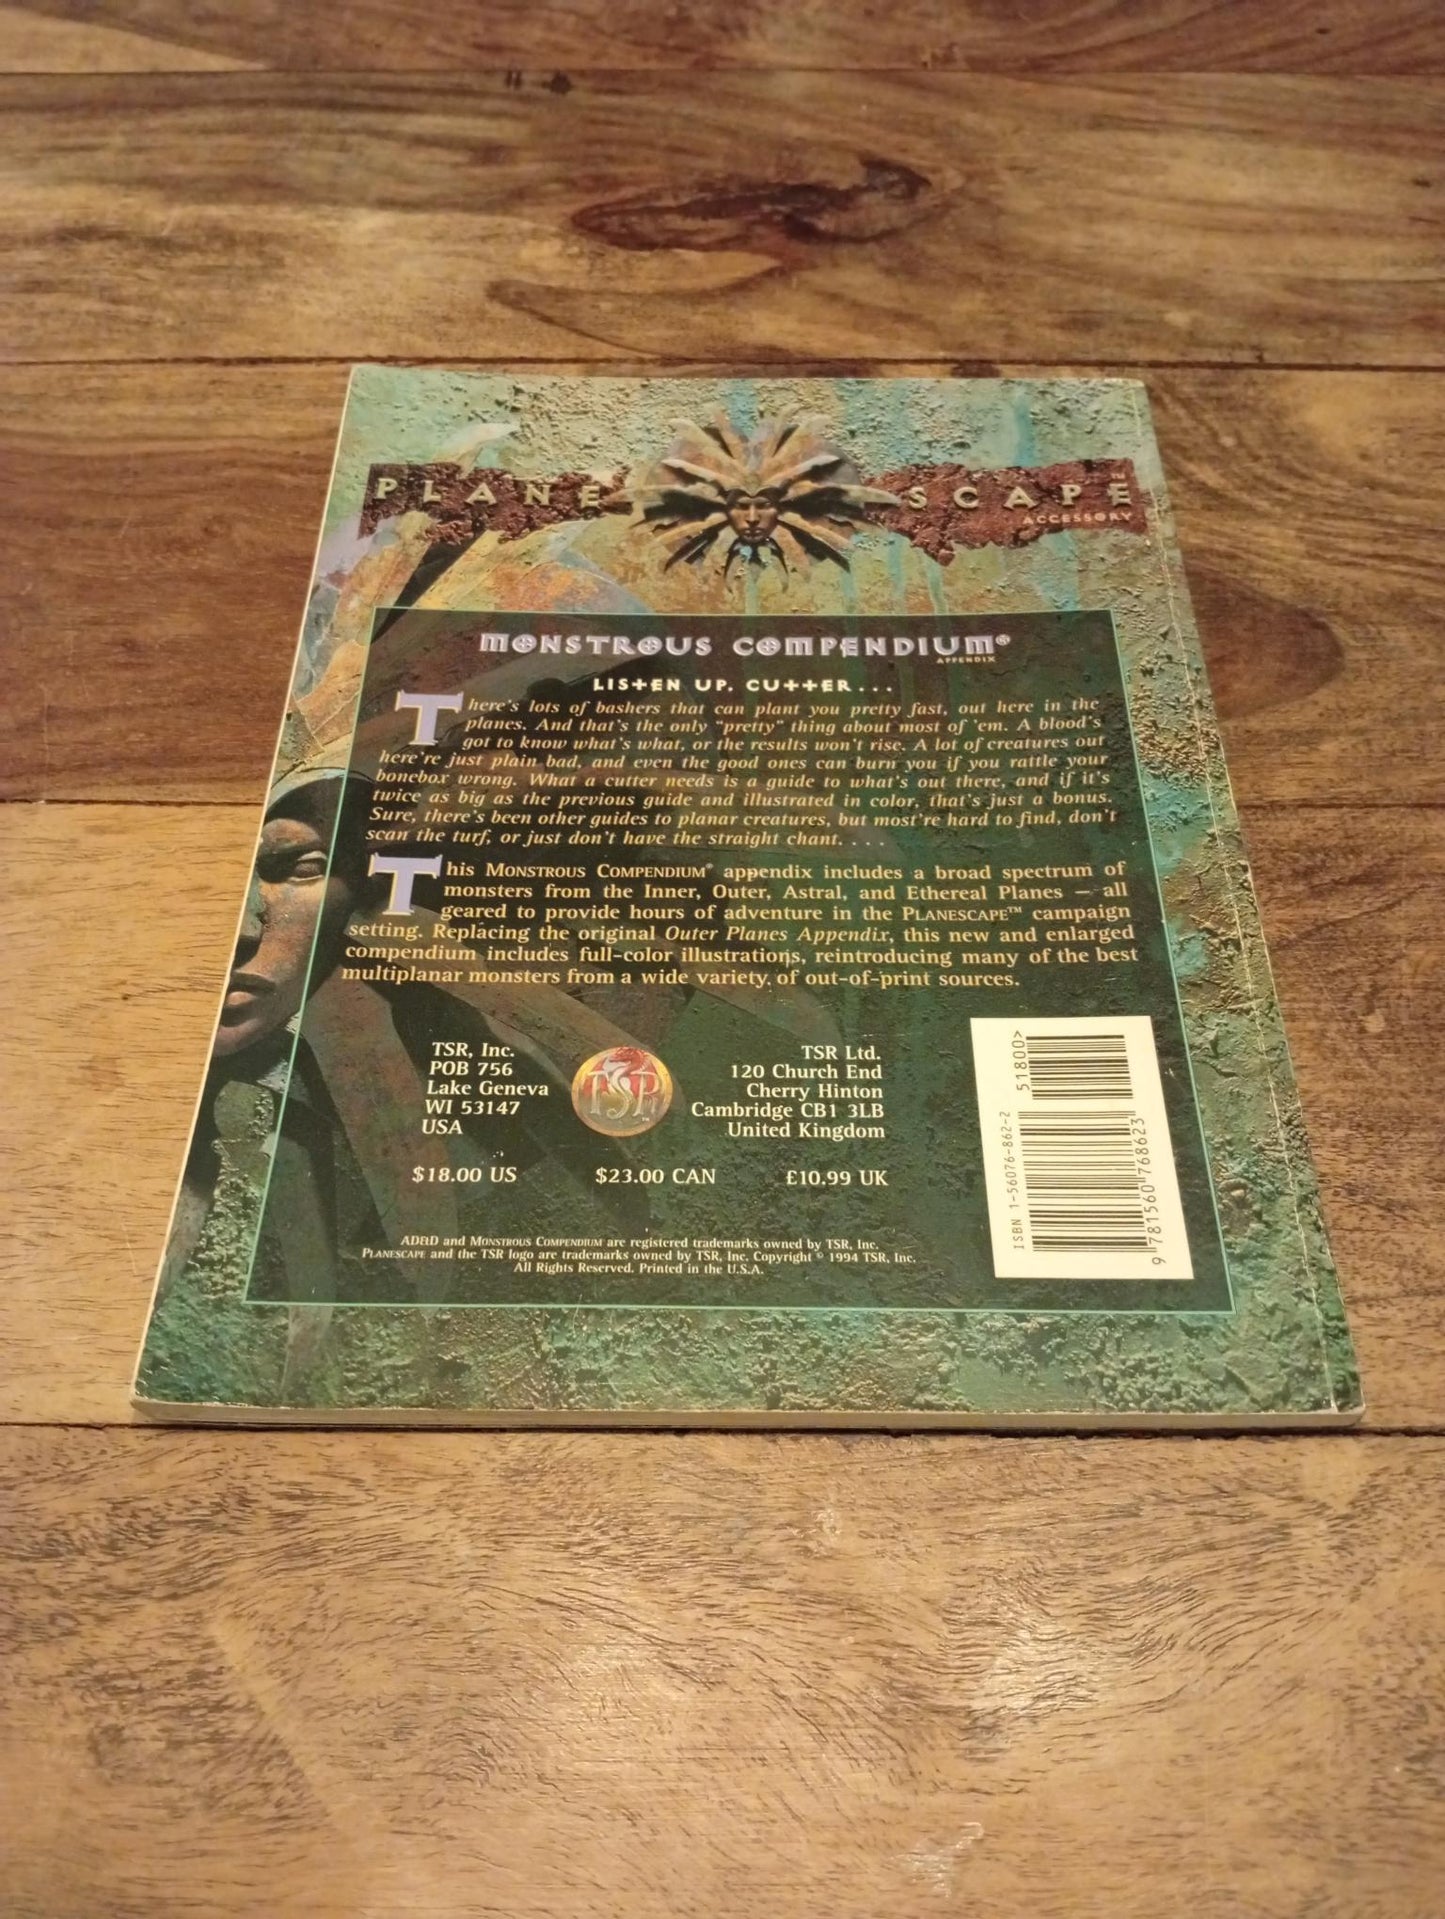 PLANE SCAPE™
ACCESSORY
MONSTROUS COMPENDIUM®
APPENDIX
LISTEN UP, CUTTER...
There's lots of bashers that can plant you pretty fast, out here in the
planes. And that's the only "pretty" thing about most of 'em. A blood's
got to know what's what, or the results won't rise. A lot of creatures out
here're just plain bad, and even the good ones can burn you if you rattle your
bonebox wrong. What a cutter needs is a guide to what's out there, and if it's
twice as big as the previous guide and illustrated in color, that's just a bonus.
Sure, there's been other guides to planar creatures, but most're hard to find, don't
scan the turf, or just don't have the straight chant. . . .
This MONSTROUS COMPENDIUM® appendix includes a broad spectrum of
monsters from the Inner, Outer, Astral, and Ethereal Planes — all
geared to provide hours of adventure in the PLANESCAPE™ campaign
setting. Replacing the original Outer Planes Appendix, this new and enlarged
compendium includes full-color illustrations, reintroducing many of the best
multiplanar monsters from a wide variety of out-of-print sources.
TSR, Inc.
POB 756
Lake Geneva
WI 53147
USA
TSR™
TSR Ltd.
120 Church End
Cherry Hinton
Cambridge CB1 3LB
United Kingdom
$18.00 US $23.00 CAN £10.99 UK
AD&D and MONSTROUS COMPENDIUM are registered trademarks owned by TSR, Inc.
PLANESCAPE and the TSR logo are trademarks owned by TSR, Inc. Copyright © 1994 TSR, Inc.
All Rights Reserved. Printed in the U.S.A.
51800>
ISBN 1-56076-862-2
9 781560 768623